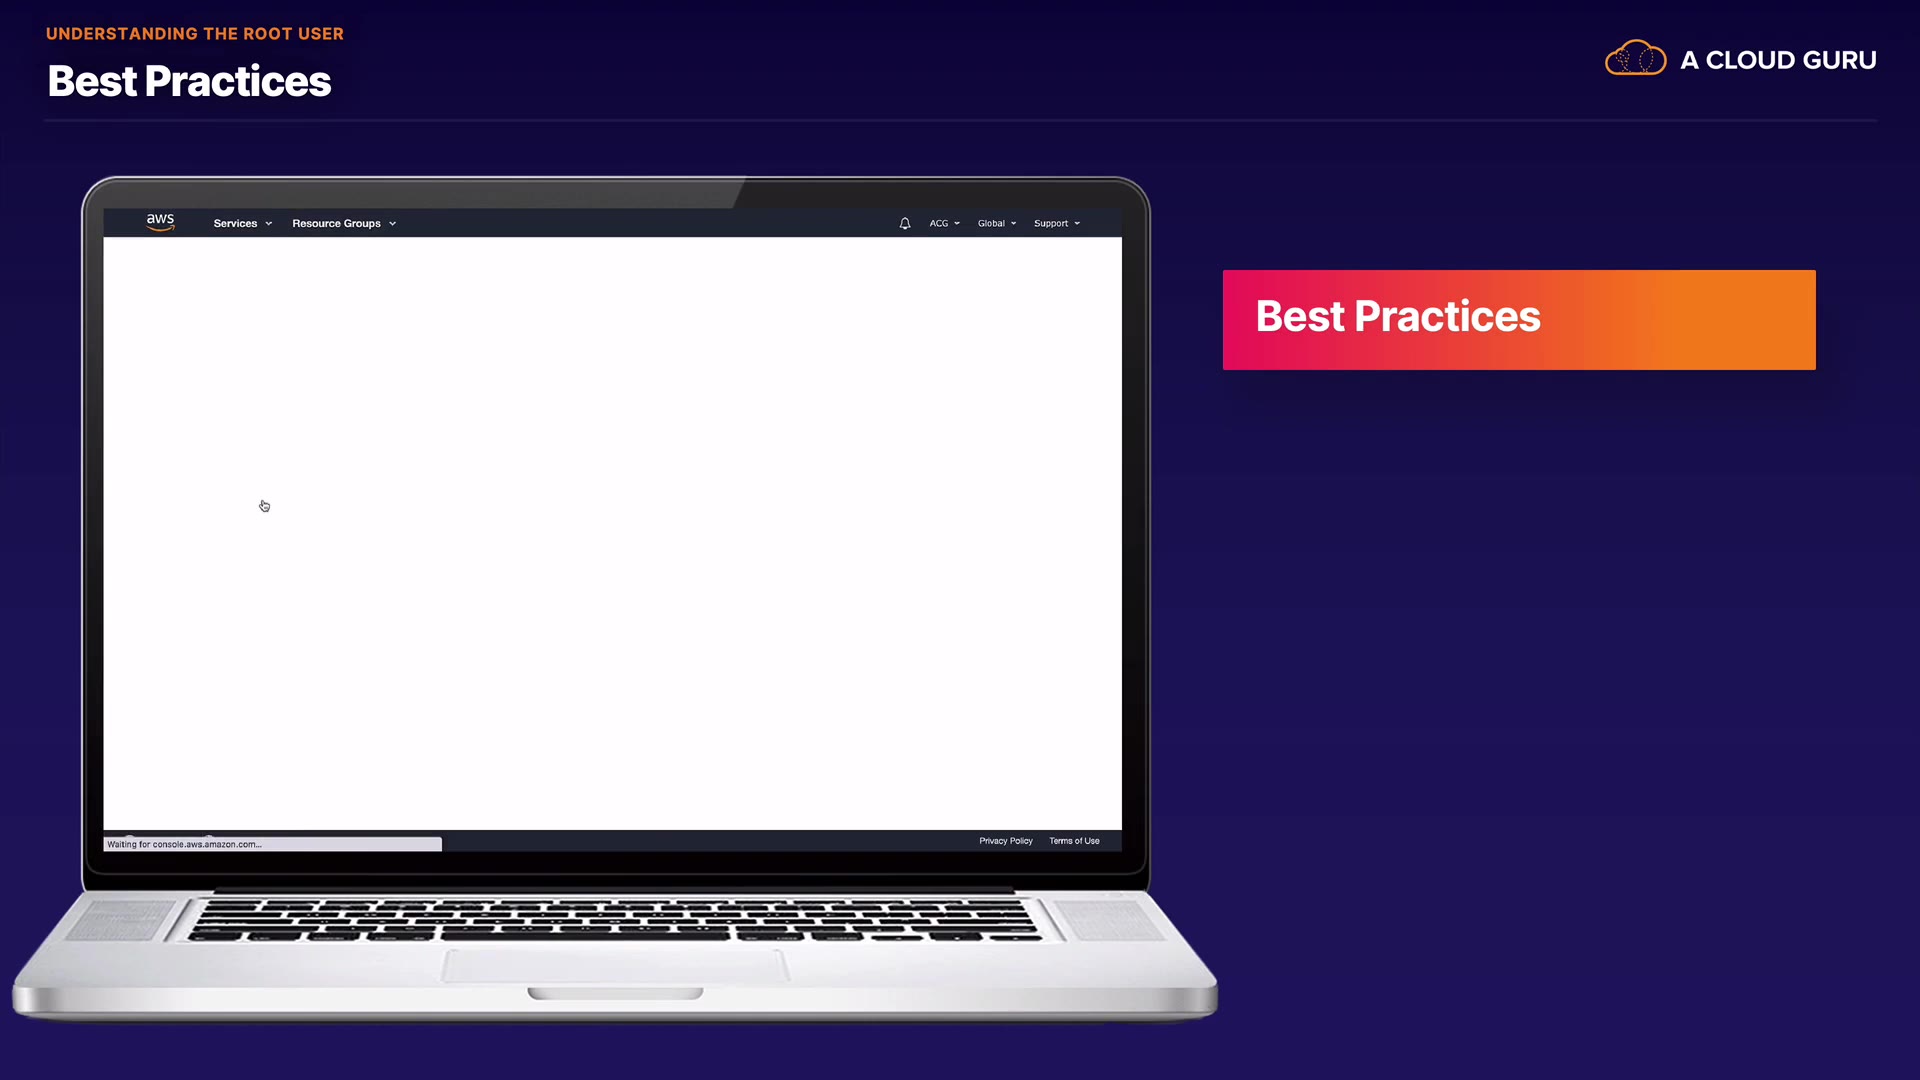 UNDERSTANDING THE ROOT USER
Best Practices
A CLOUD GURU
aws Services Resource Groups ACG Global Support
Best Practices
Waiting for console.aws.amazon.com...
Privacy Policy Terms of Use